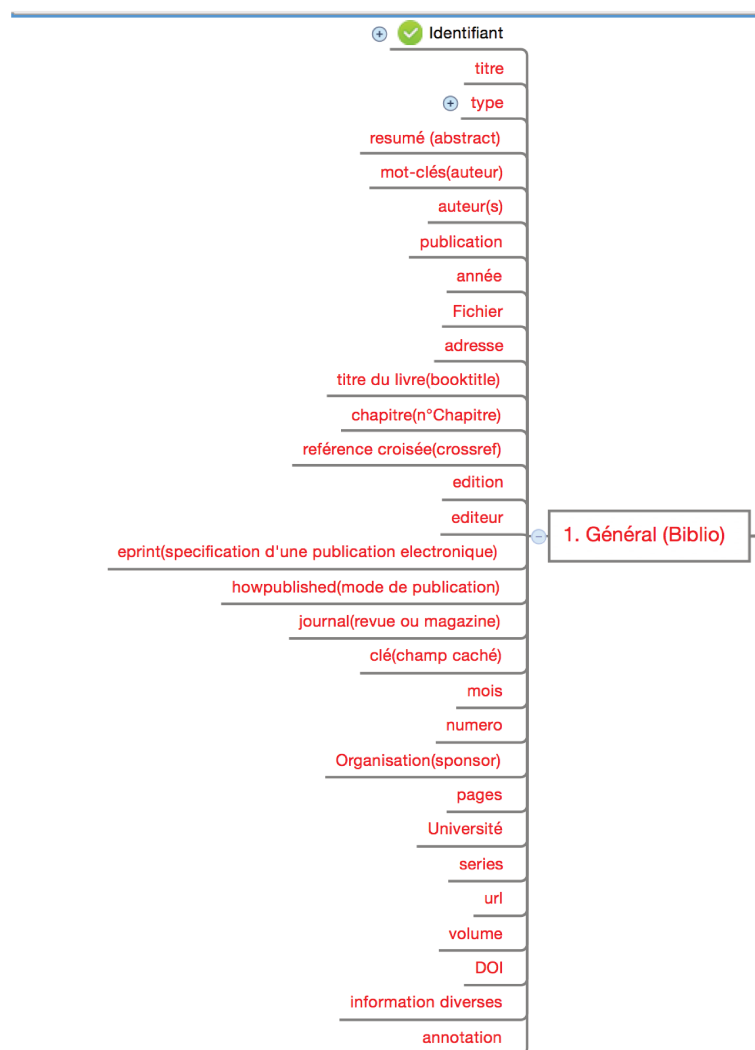 Identifiant
titre
type
resumé (abstract)
mot-clés(auteur)
auteur(s)
publication
année
Fichier
adresse
titre du livre(booktitle)
chapitre(n°Chapitre)
reférence croisée(crossref)
edition
editeur
1. Général (Biblio)
eprint(specification d'une publication electronique)
howpublished(mode de publication)
journal(revue ou magazine)
clé(champ caché)
mois
numero
Organisation(sponsor)
pages
Université
series
url
volume
DOI
information diverses
annotation